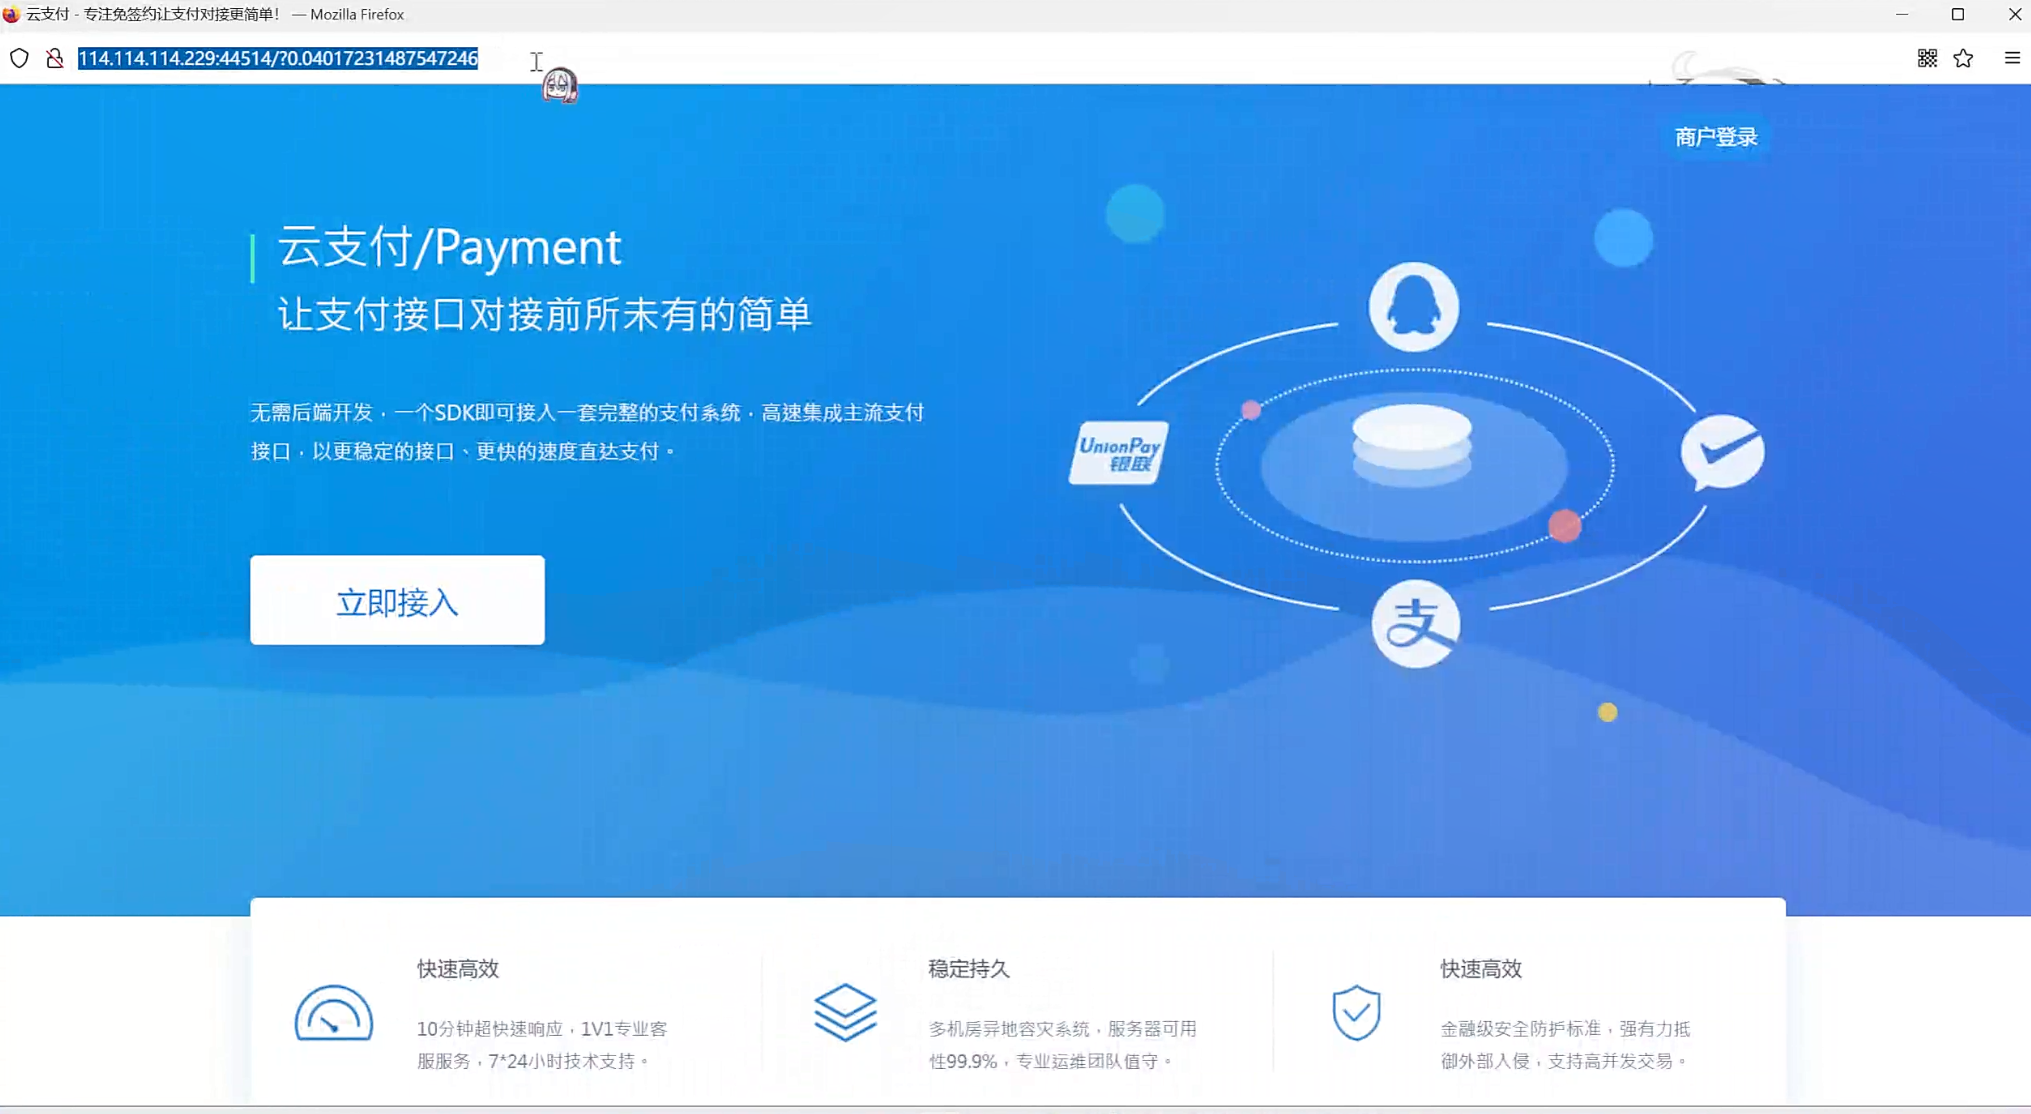 云支付 - 专注免签约让支付对接更简单! — Mozilla Firefox
114.114.114.229:44514/?0.04017231487547246
商户登录
云支付/Payment
让支付接口对接前所未有的简单
无需后端开发，一个SDK即可接入一套完整的支付系统，高速集成主流支付
接口，以更稳定的接口、更快的速度直达支付。
UnionPay
银联
支
立即接入
快速高效
10分钟超快速响应，1V1专业客
服服务，7*24小时技术支持。
稳定持久
多机房异地容灾系统，服务器可用
性99.9%，专业运维团队值守。
快速高效
金融级安全防护标准，强有力抵
御外部入侵，支持高并发交易。